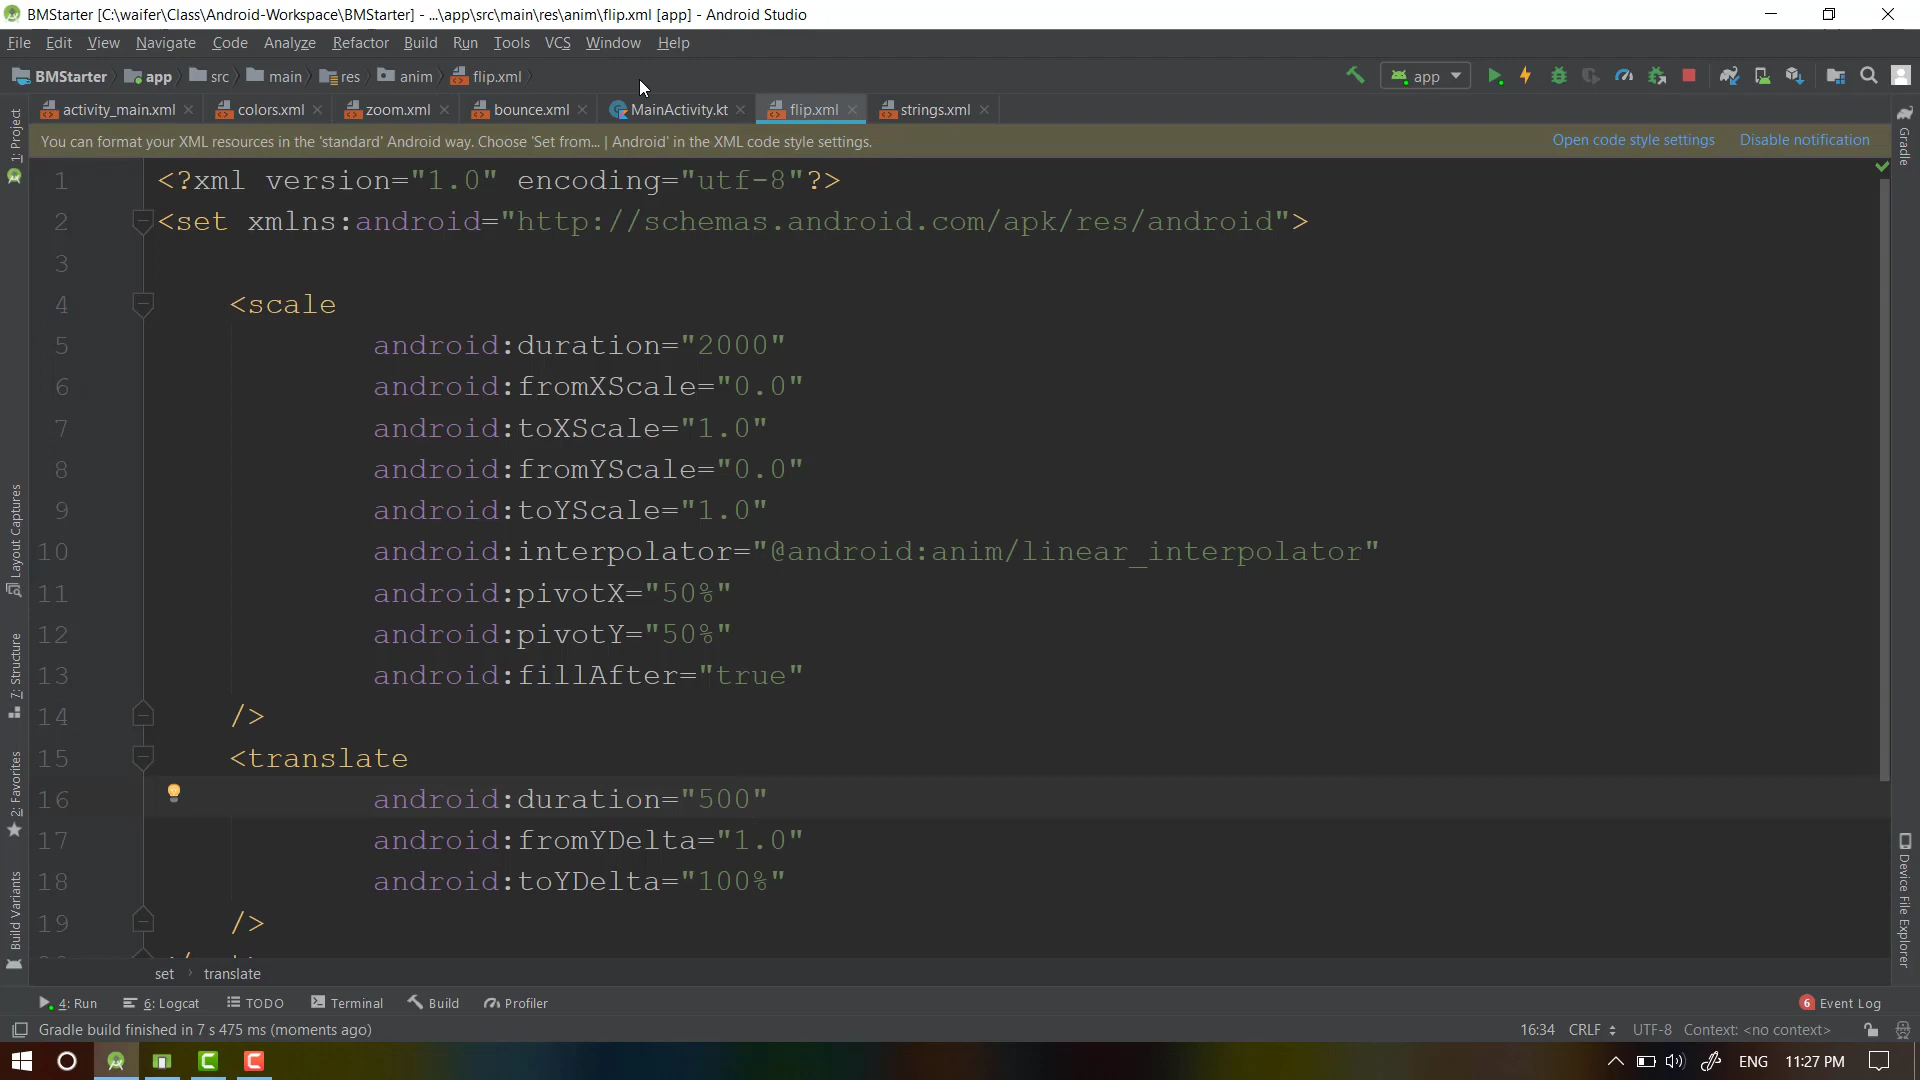 BMStarter [C:\waifer\Class\Android-Workspace\BMStarter] - ...\app\src\main\res\anim\flip.xml [app] - Android Studio
File Edit View Navigate Code Analyze Refactor Build Run Tools VCS Window Help
BMStarter app src main res anim flip.xml app
activity_main.xml colors.xml zoom.xml bounce.xml MainActivity.kt flip.xml strings.xml
You can format your XML resources in the 'standard' Android way. Choose 'Set from... | Android' in the XML code style settings. Open code style settings Disable notification
1 <?xml version="1.0" encoding="utf-8"?>
2 <set xmlns:android="http://schemas.android.com/apk/res/android">
3
4 <scale
5 android:duration="2000"
6 android:fromXScale="0.0"
7 android:toXScale="1.0"
8 android:fromYScale="0.0"
9 android:toYScale="1.0"
10 android:interpolator="@android:anim/linear_interpolator"
11 android:pivotX="50%"
12 android:pivotY="50%"
13 android:fillAfter="true"
14 />
15 <translate
16 android:duration="500"
17 android:fromYDelta="1.0"
18 android:toYDelta="100%"
19 />
set translate
1: Project
Layout Captures
7: Structure
2: Favorites
Build Variants
Gradle
Device File Explorer
4: Run 6: Logcat TODO Terminal Build Profiler 6 Event Log
Gradle build finished in 7 s 475 ms (moments ago) 16:34 CRLF UTF-8 Context: <no context>
ENG 11:27 PM